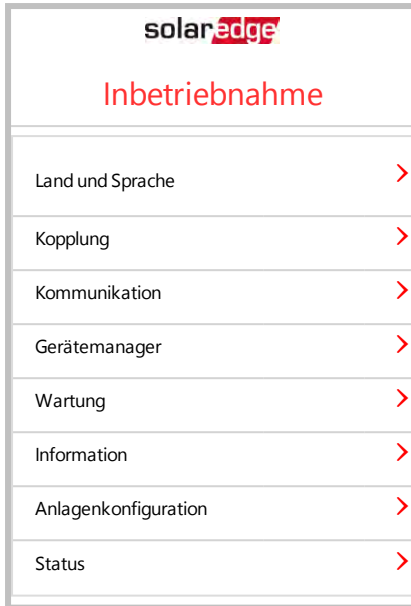 solaredge
Inbetriebnahme
Land und Sprache
Kopplung
Kommunikation
Gerätemanager
Wartung
Information
Anlagenkonfiguration
Status